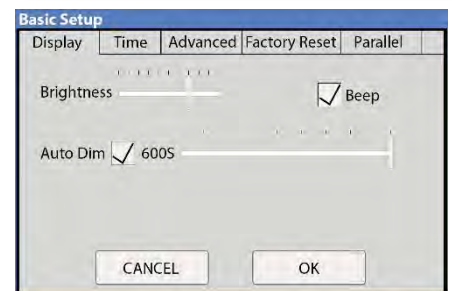 Basic Setup
Display Time Advanced Factory Reset Parallel
Brightness Beep
Auto Dim 600S
CANCEL OK